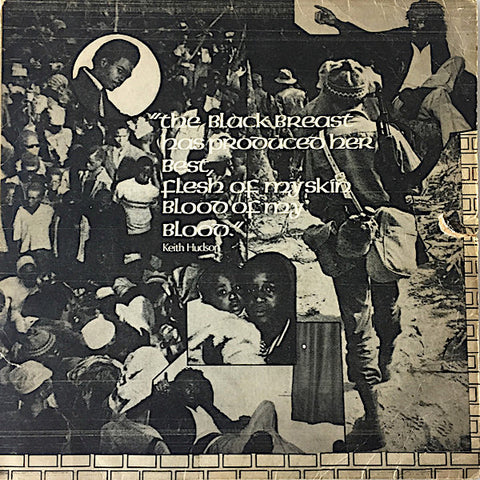 "The Black Breast
has produced her
Best,
Flesh of my skin
Blood of my
Blood."
Keith Hudson